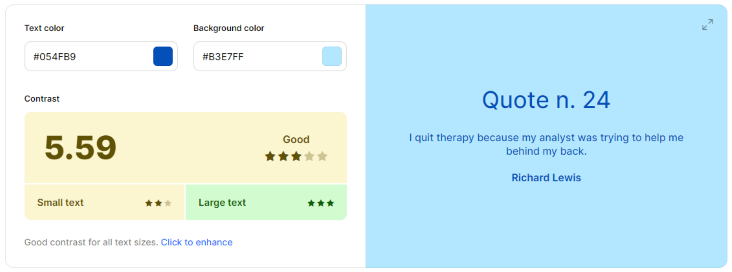 Text color
Background color
#054FB9
#B3E7FF
Contrast
5.59
Good
Small text
Large text
Good contrast for all text sizes. Click to enhance
Quote n. 24
I quit therapy because my analyst was trying to help me
behind my back.
Richard Lewis